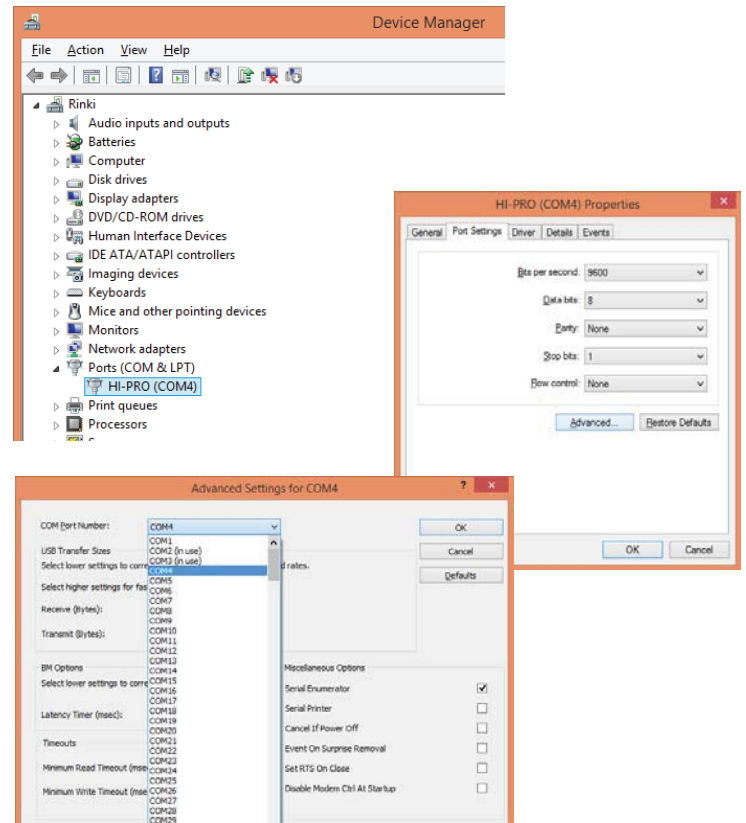 Device Manager
File Action View Help
Rinki
Audio inputs and outputs
Batteries
Computer
Disk drives
Display adapters
DVD/CD-ROM drives
Human Interface Devices
IDE ATA/ATAPI controllers
Imaging devices
Keyboards
Mice and other pointing devices
Monitors
Network adapters
Ports (COM & LPT)
HI-PRO (COM4)
Print queues
Processors
HI-PRO (COM4) Properties
General Port Settings Driver Details Events
Bits per second: 9600
Data bits: 8
Parity: None
Stop bits: 1
Flow control: None
Advanced... Restore Defaults
OK Cancel
Advanced Settings for COM4
COM Port Number: COM4
OK
Cancel
Defaults
USB Transfer Sizes
Select lower settings to corre
d rates.
Select higher settings for fas
Receive (Bytes):
Transmit (Bytes):
BM Options
Select lower settings to corre
Latency Timer (msec):
Timeouts
Minimum Read Timeout (mse
Minimum Write Timeout (mse
COM1
COM2 (in use)
COM3 (in use)
COM4
COM5
COM6
COM7
COM8
COM9
COM10
COM11
COM12
COM13
COM14
COM15
COM16
COM17
COM18
COM19
COM20
COM21
COM22
COM23
COM24
COM25
COM26
COM27
COM28
COM29
Miscellaneous Options
Serial Enumerator
Serial Printer
Cancel If Power Off
Event On Surprise Removal
Set RTS On Close
Disable Modem Ctrl At Startup